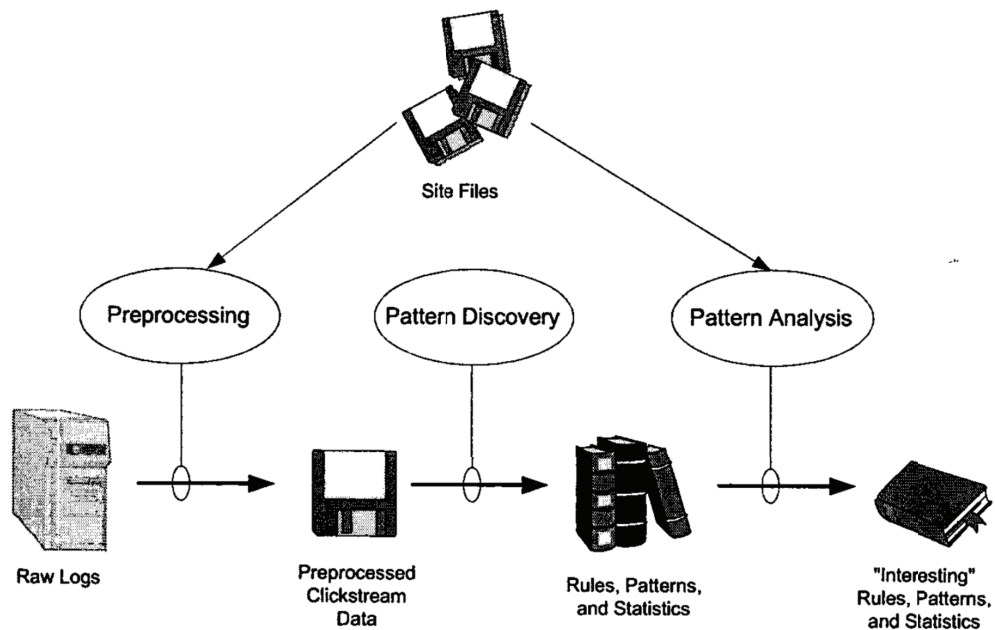 Site Files
Preprocessing
Pattern Discovery
Pattern Analysis
Raw Logs
Preprocessed
Clickstream
Data
Rules, Patterns,
and Statistics
"Interesting"
Rules, Patterns,
and Statistics